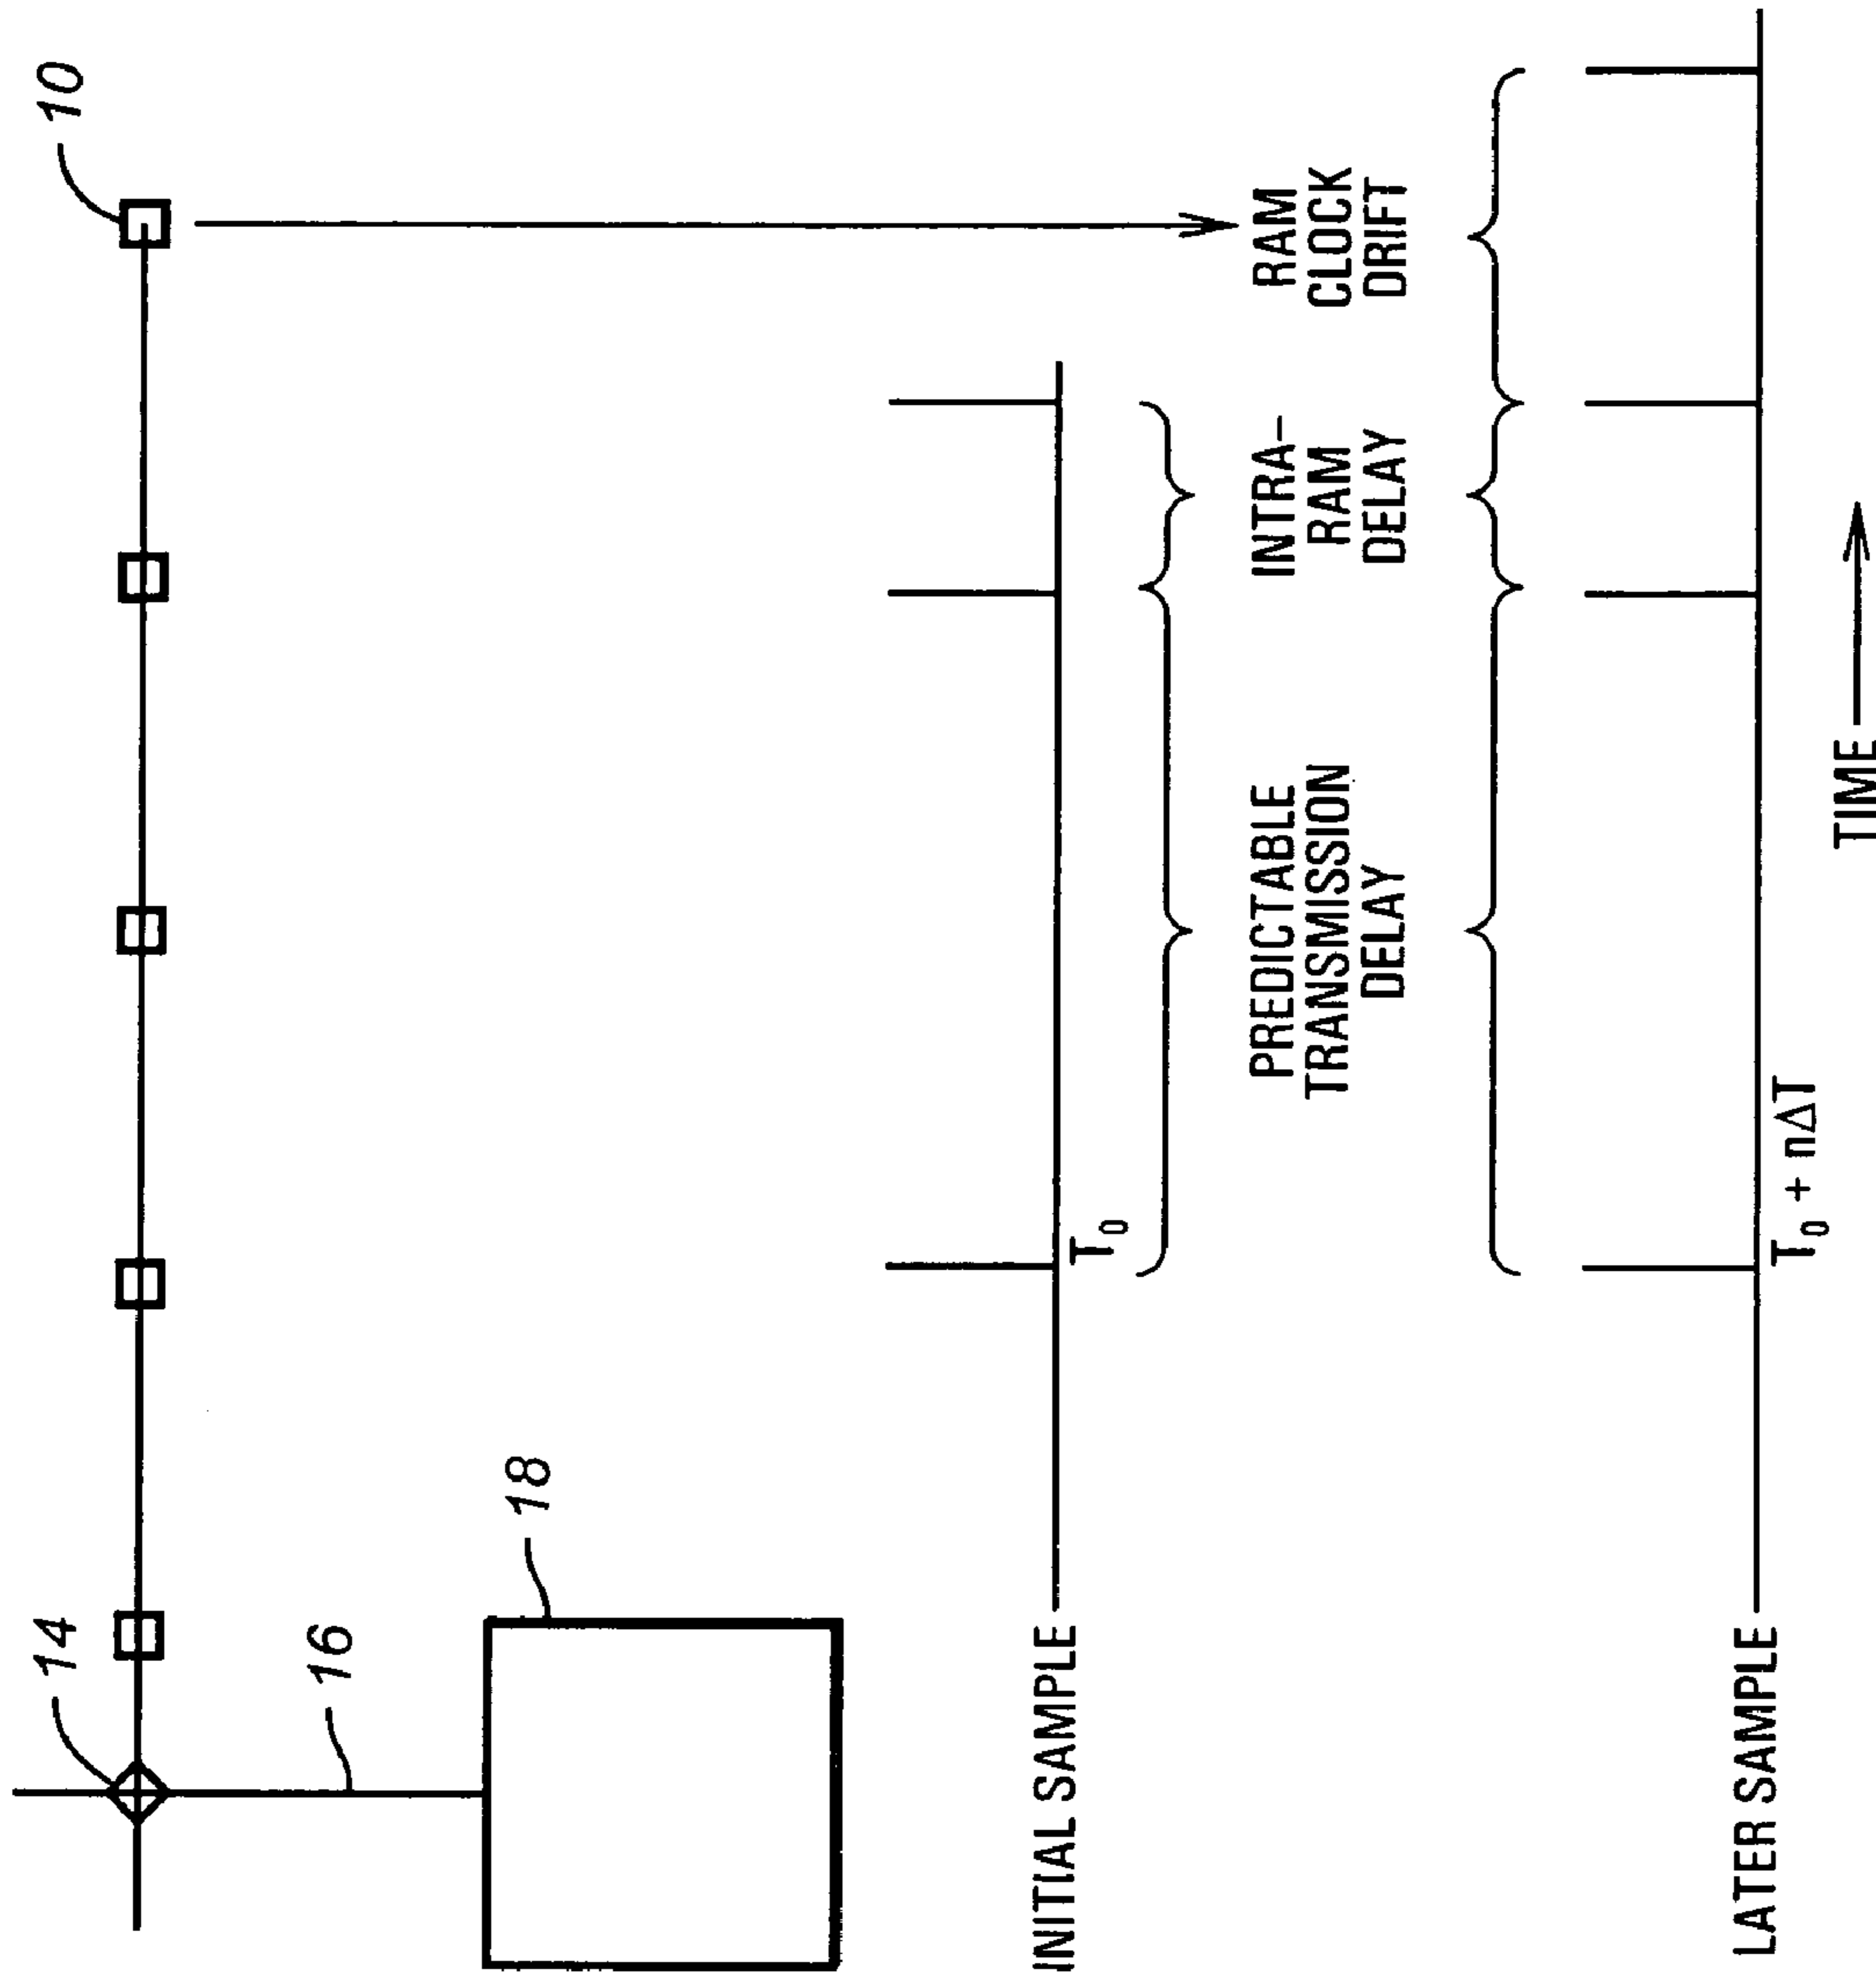 14
10
16
18
INITIAL SAMPLE
T₀
PREDICTABLE
TRANSMISSION
DELAY
INTRA-
RAM
DELAY
RAM
CLOCK
DRIFT
LATER SAMPLE
T₀ + nΔT
TIME